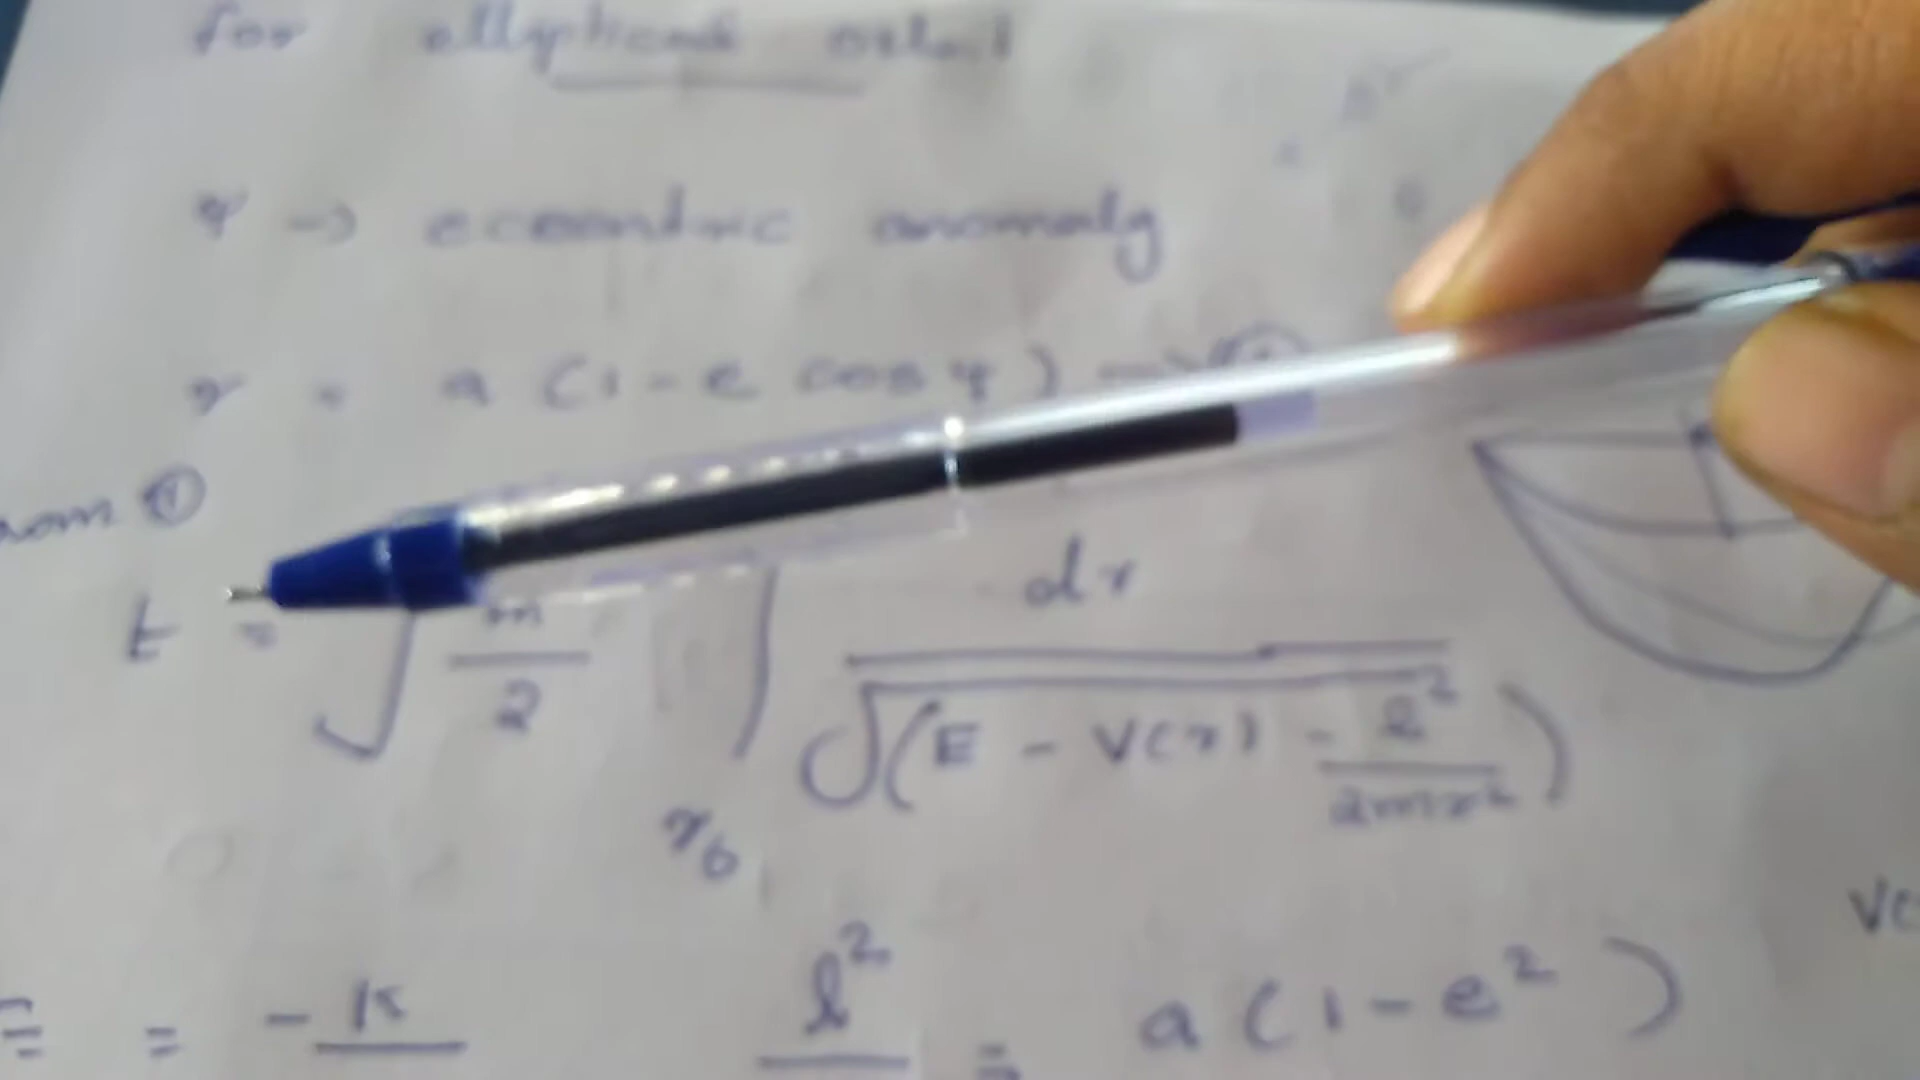 for elliptical orbit
ψ → eccentric anomaly
r = a (1 - e cos ψ) →
from ①
t = √ m/2 ∫ r₀ dr / √(E - V(r) - l²/2mr²)
= -k l² = a (1 - e²)